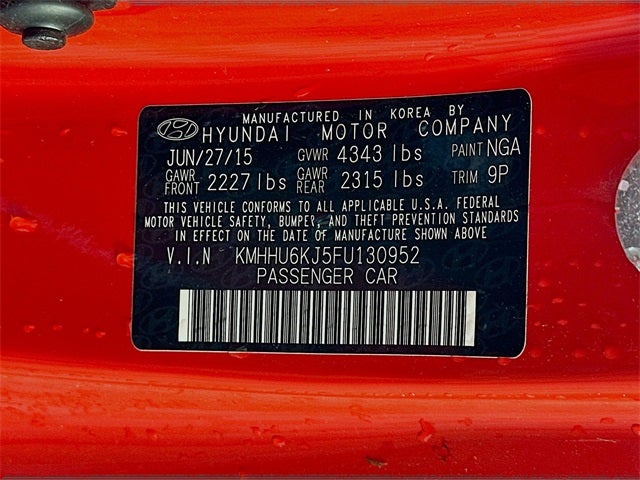 MANUFACTURED IN KOREA BY
HYUNDAI MOTOR COMPANY
JUN/27/15 GVWR 4343 lbs PAINT NGA
GAWR FRONT 2227 lbs GAWR REAR 2315 lbs TRIM 9P
THIS VEHICLE CONFORMS TO ALL APPLICABLE U.S.A. FEDERAL
MOTOR VEHICLE SAFETY, BUMPER, AND THEFT PREVENTION STANDARDS
IN EFFECT ON THE DATE OF MANUFACTURE SHOWN ABOVE
V.I.N KMHHU6KJ5FU130952
PASSENGER CAR